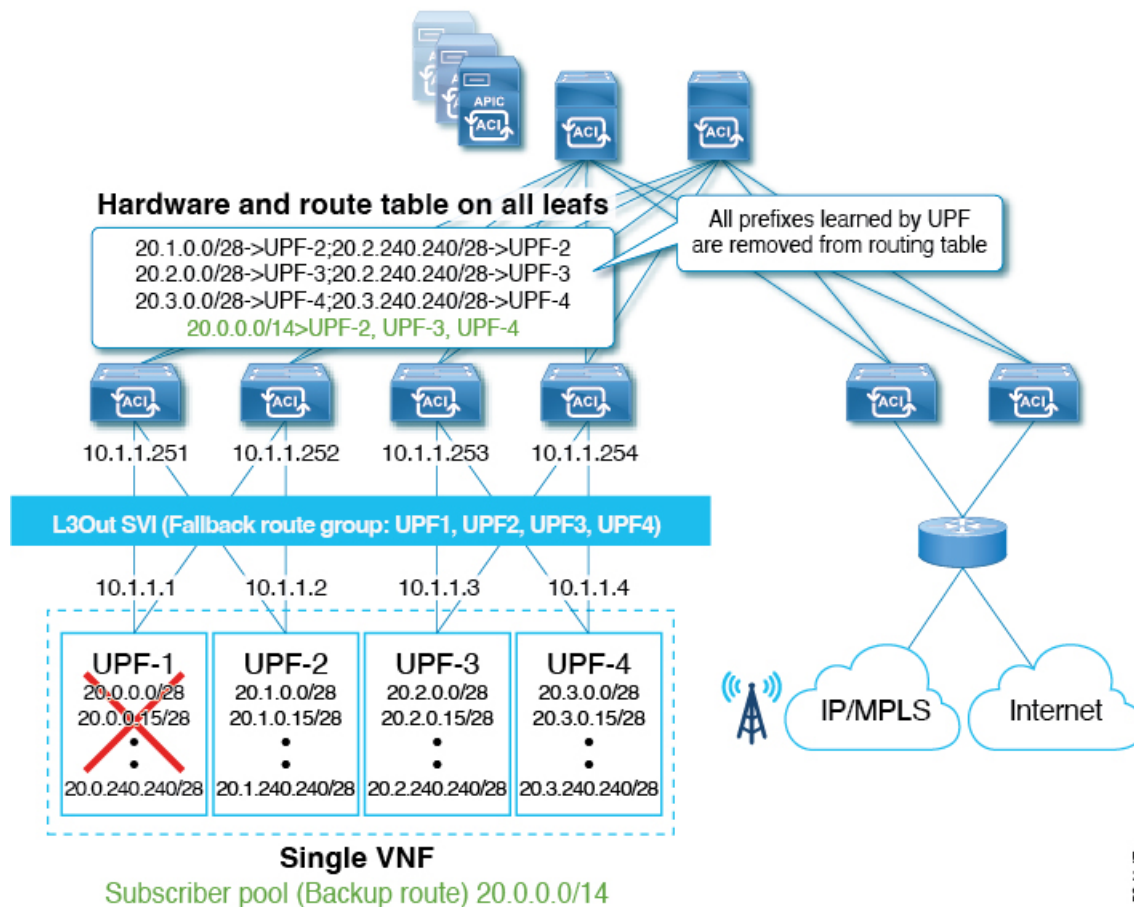 APIC
ACI
ACI
ACI
Hardware and route table on all leafs
20.1.0.0/28->UPF-2;20.2.240.240/28->UPF-2
20.2.0.0/28->UPF-3;20.2.240.240/28->UPF-3
20.3.0.0/28->UPF-4;20.3.240.240/28->UPF-4
20.0.0.0/14>UPF-2, UPF-3, UPF-4
All prefixes learned by UPF
are removed from routing table
ACI
ACI
ACI
ACI
ACI
ACI
10.1.1.251
10.1.1.252
10.1.1.253
10.1.1.254
L3Out SVI (Fallback route group: UPF1, UPF2, UPF3, UPF4)
10.1.1.1
10.1.1.2
10.1.1.3
10.1.1.4
UPF-1
20.0.0.0/28
20.0.0.15/28
20.0.240.240/28
UPF-2
20.1.0.0/28
20.1.0.15/28
20.1.240.240/28
UPF-3
20.2.0.0/28
20.2.0.15/28
20.2.240.240/28
UPF-4
20.3.0.0/28
20.3.0.15/28
20.3.240.240/28
IP/MPLS
Internet
Single VNF
Subscriber pool (Backup route) 20.0.0.0/14